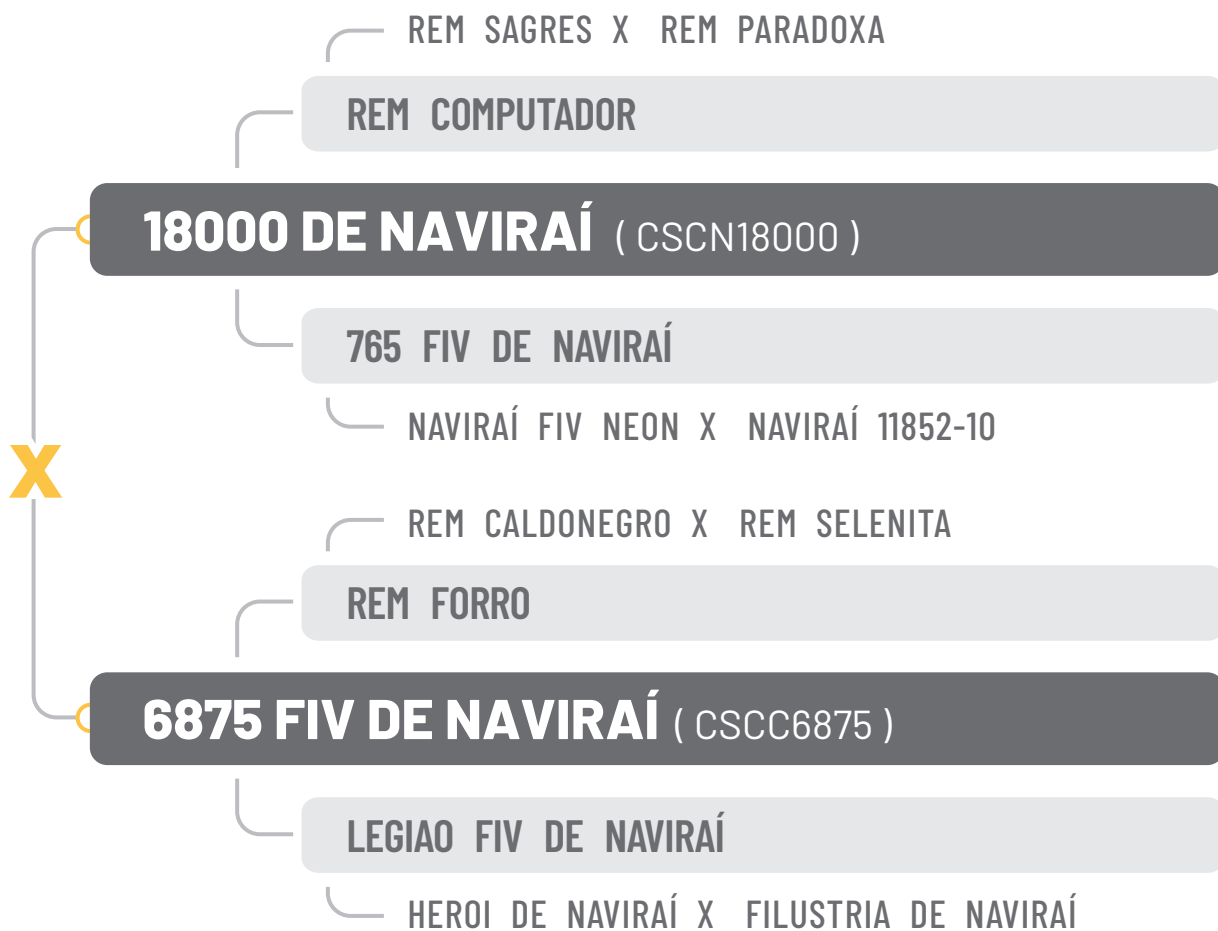 REM SAGRES X REM PARADOXA
REM COMPUTADOR
18000 DE NAVIRAÍ ( CSCN18000 )
765 FIV DE NAVIRAÍ
NAVIRAÍ FIV NEON X NAVIRAÍ 11852-10
X
REM CALDONEGRO X REM SELENITA
REM FORRO
6875 FIV DE NAVIRAÍ ( CSCC6875 )
LEGIAO FIV DE NAVIRAÍ
HEROI DE NAVIRAÍ X FILUSTRIA DE NAVIRAÍ